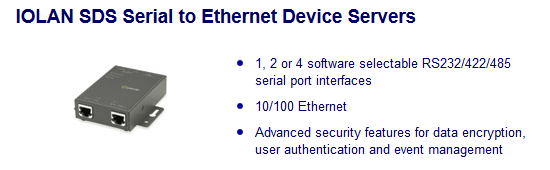 IOLAN SDS Serial to Ethernet Device Servers
1, 2 or 4 software selectable RS232/422/485
serial port interfaces
10/100 Ethernet
Advanced security features for data encryption,
user authentication and event management